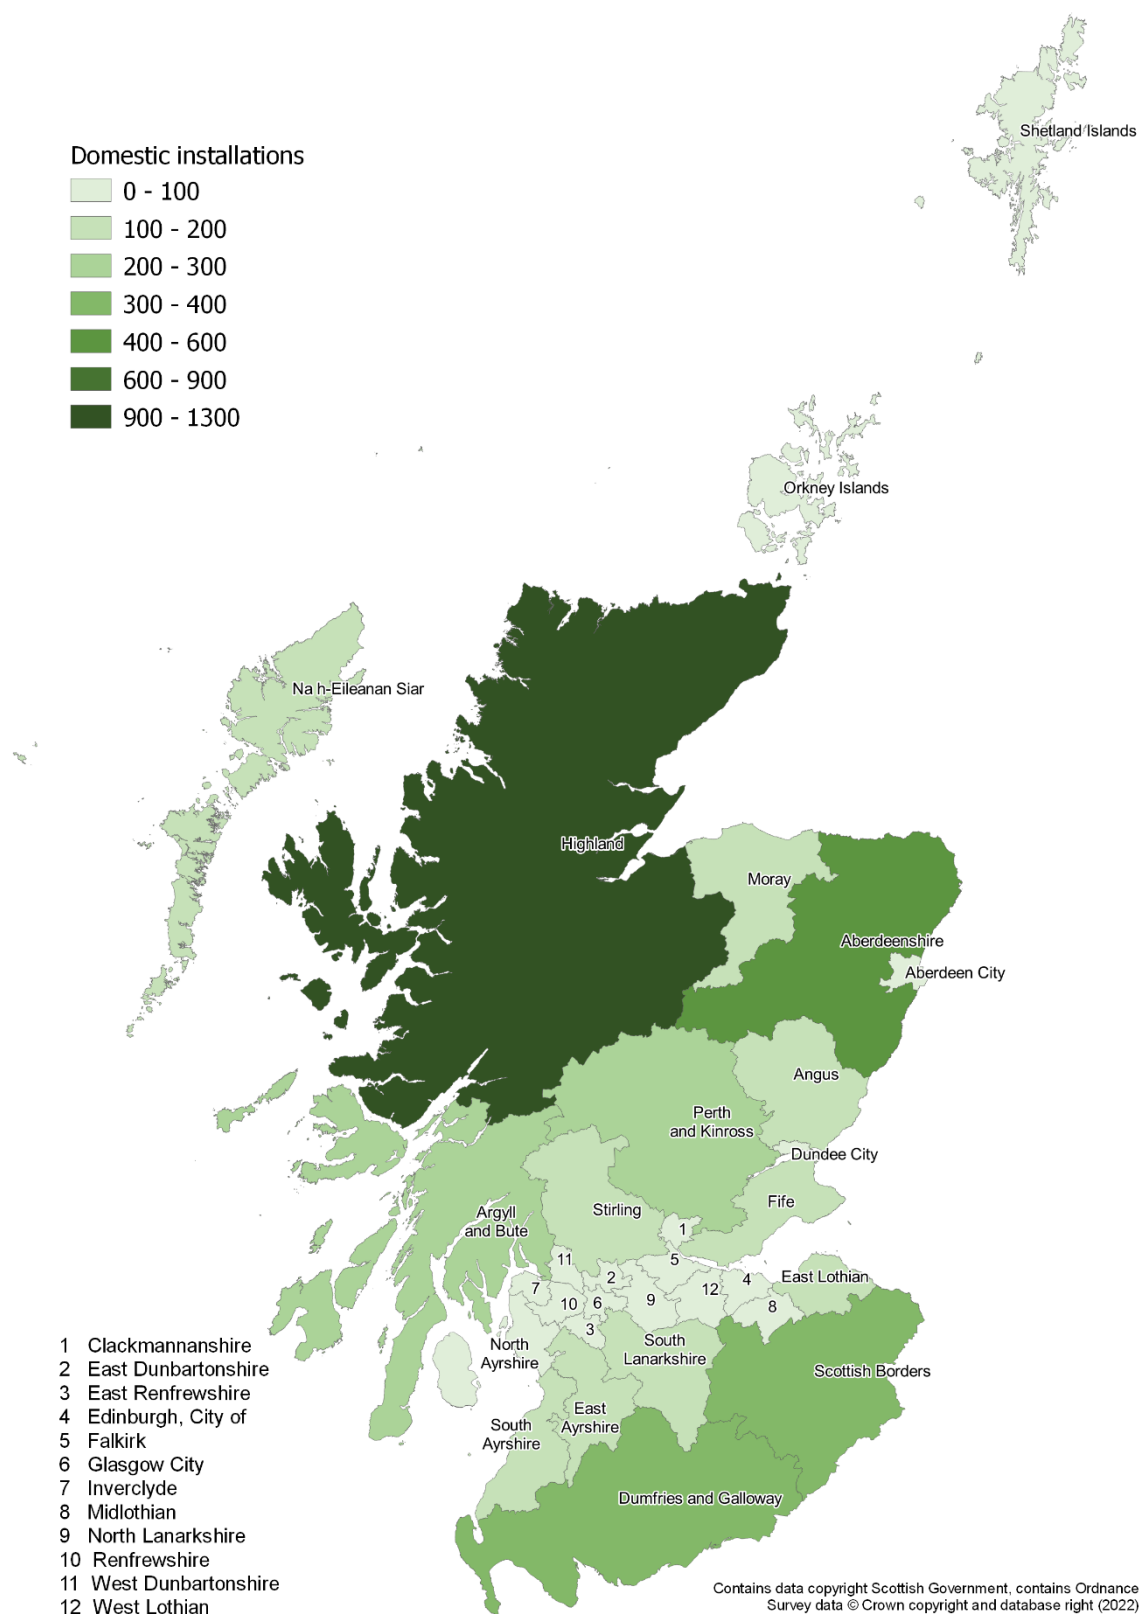 Shetland Islands
Domestic installations
0 - 100
100 - 200
200 - 300
300 - 400
400 - 600
600 - 900
900 - 1300
Orkney Islands
Na h-Eileanan Siar
Highland
Moray
Aberdeenshire
Aberdeen City
Angus
Perth
and Kinross
Dundee City
Fife
Stirling
Argyll
and Bute
1
11
5
2
4
East Lothian
7
12
10
6
9
8
3
North
Ayrshire
South
Lanarkshire
Scottish Borders
East
Ayrshire
South
Ayrshire
Dumfries and Galloway
1 Clackmannanshire
2 East Dunbartonshire
3 East Renfrewshire
4 Edinburgh, City of
5 Falkirk
6 Glasgow City
7 Inverclyde
8 Midlothian
9 North Lanarkshire
10 Renfrewshire
11 West Dunbartonshire
12 West Lothian
Contains data copyright Scottish Government, contains Ordnance
Survey data © Crown copyright and database right (2022)